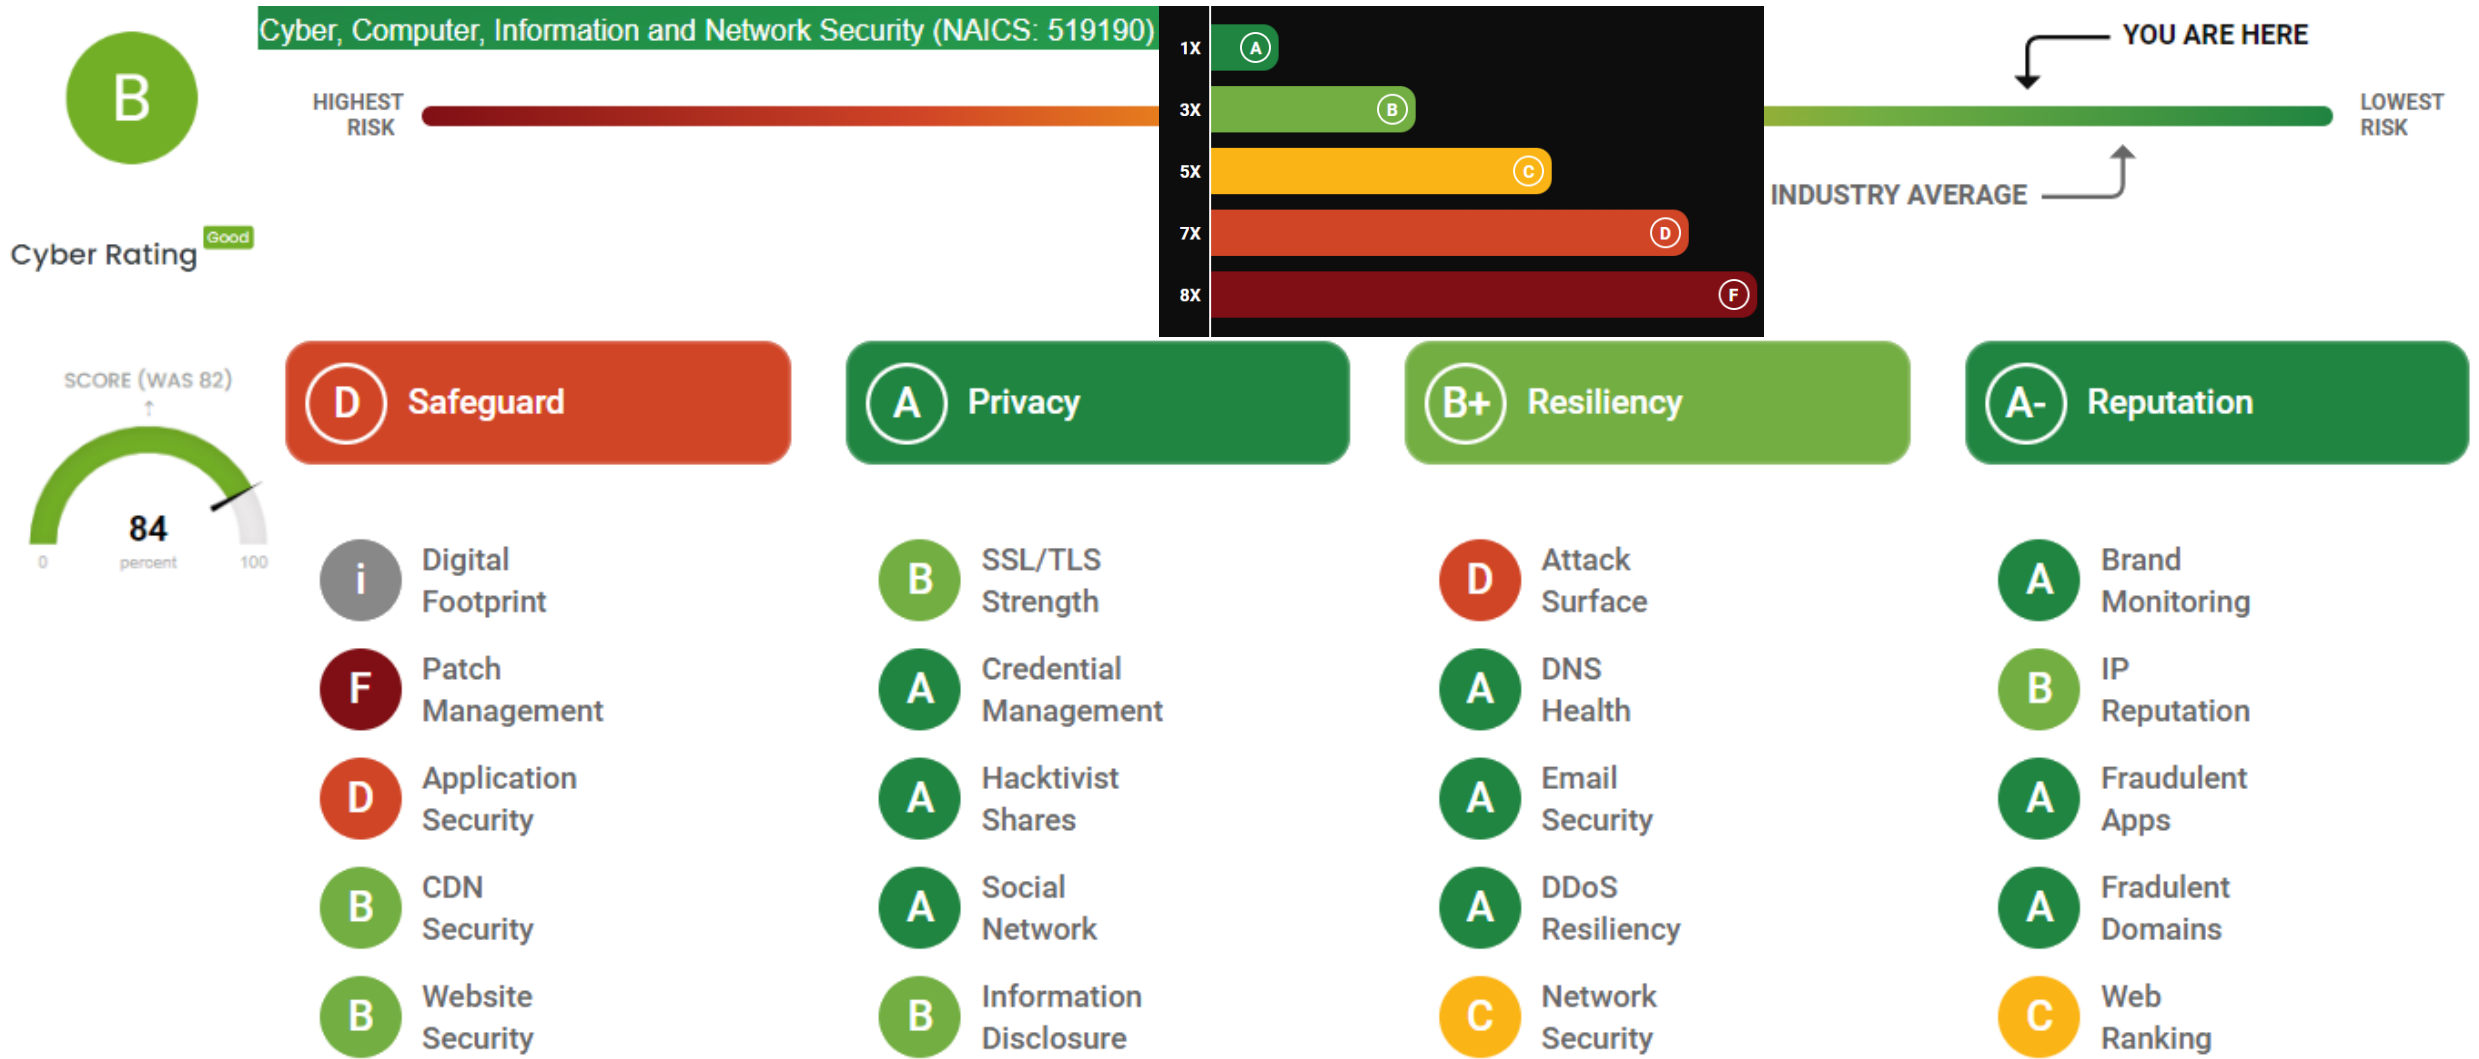 B
Cyber Rating
Good
SCORE (WAS 82)
↑
84
0
percent
100
Cyber, Computer, Information and Network Security (NAICS: 519190)
HIGHEST
RISK
1X
A
3X
B
5X
C
7X
D
8X
F
YOU ARE HERE
LOWEST
RISK
INDUSTRY AVERAGE
D
Safeguard
i
Digital
Footprint
F
Patch
Management
D
Application
Security
B
CDN
Security
B
Website
Security
A
Privacy
B
SSL/TLS
Strength
A
Credential
Management
A
Hacktivist
Shares
A
Social
Network
B
Information
Disclosure
B+
Resiliency
D
Attack
Surface
A
DNS
Health
A
Email
Security
A
DDoS
Resiliency
C
Network
Security
A-
Reputation
A
Brand
Monitoring
B
IP
Reputation
A
Fraudulent
Apps
A
Fradulent
Domains
C
Web
Ranking